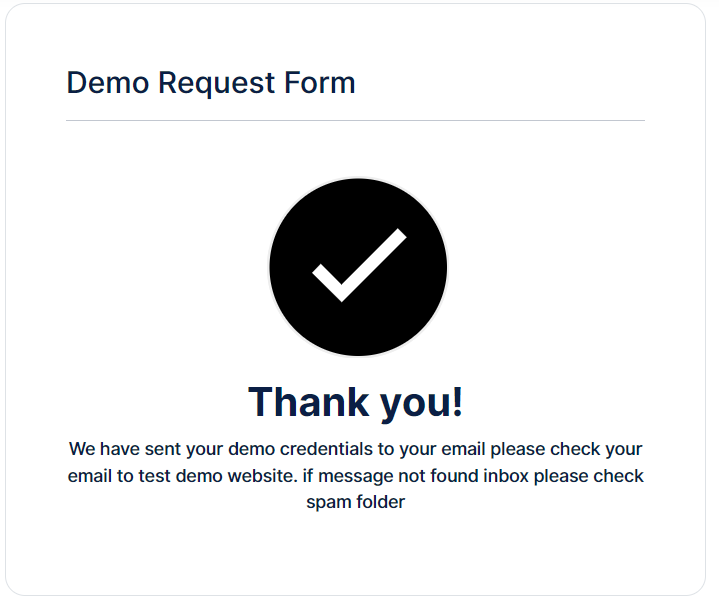 Demo Request Form
Thank you!
We have sent your demo credentials to your email please check your
email to test demo website. if message not found inbox please check
spam folder